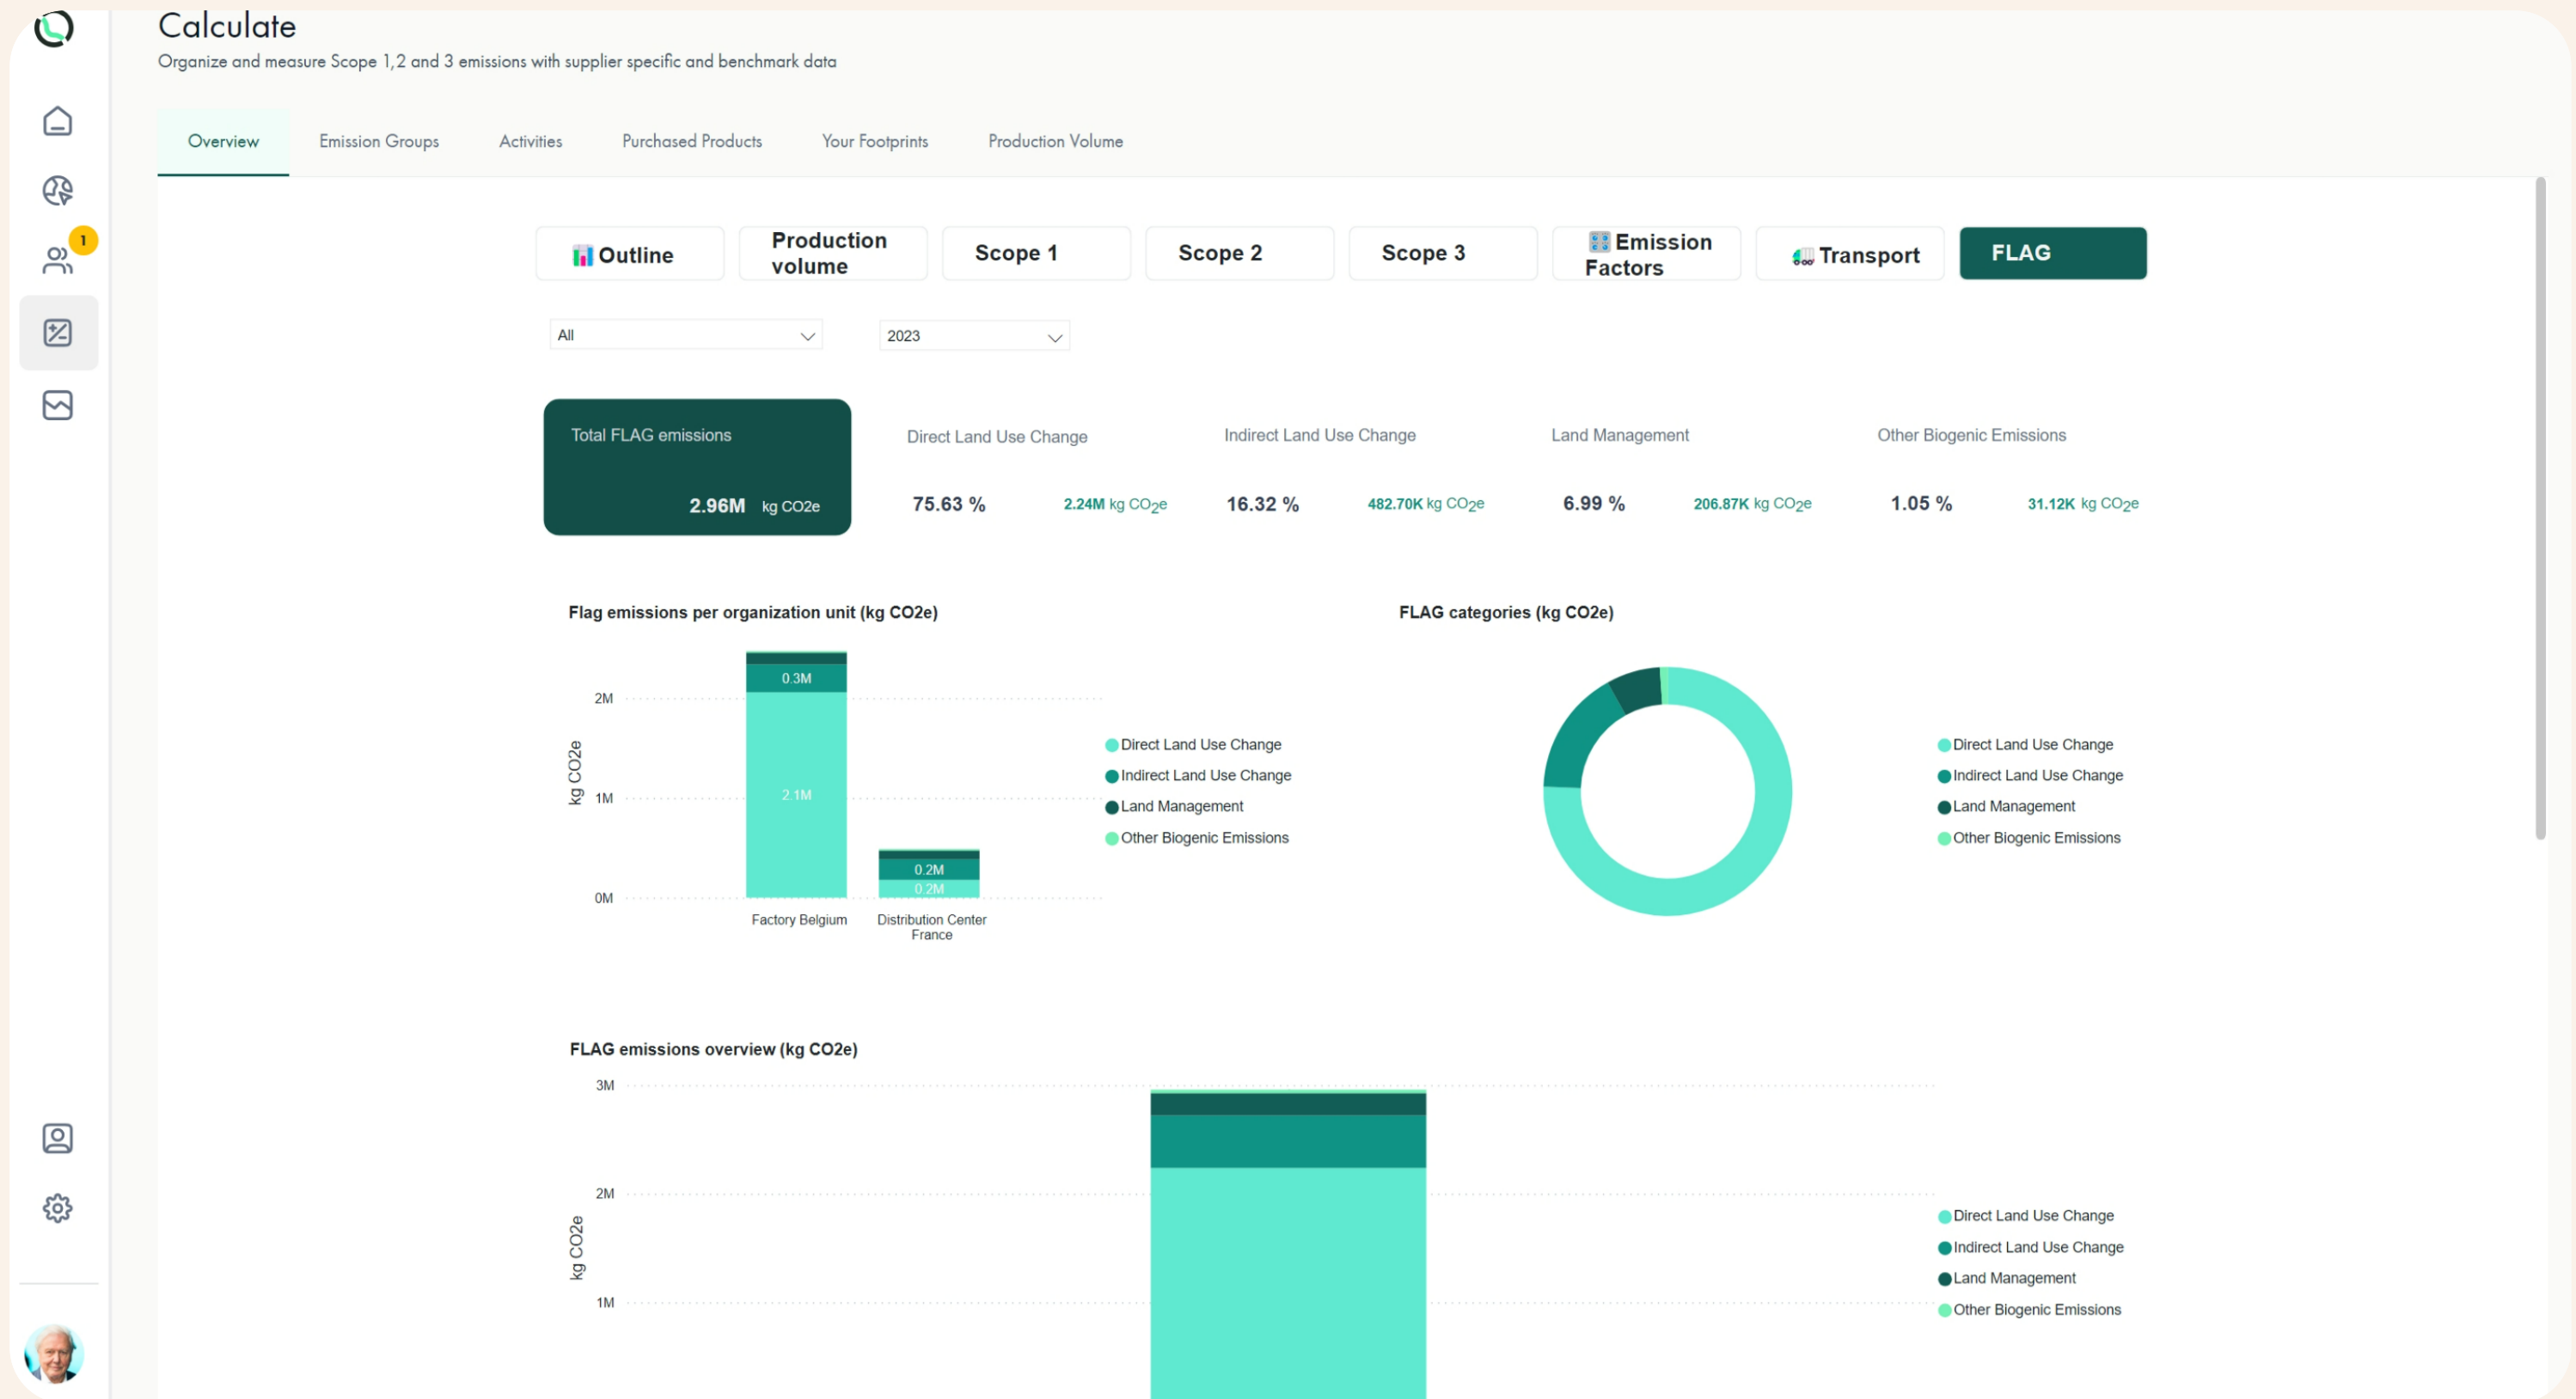 Calculate
Organize and measure Scope 1,2 and 3 emissions with supplier specific and benchmark data
1
Overview
Emission Groups
Activities
Purchased Products
Your Footprints
Production Volume
Outline
Production
volume
Scope 1
Scope 2
Scope 3
Emission
Factors
Transport
FLAG
All
2023
Total FLAG emissions
2.96M kg CO2e
Direct Land Use Change
75.63 %
2.24M kg CO2e
Indirect Land Use Change
16.32 %
482.70K kg CO2e
Land Management
6.99 %
206.87K kg CO2e
Other Biogenic Emissions
1.05 %
31.12K kg CO2e
Flag emissions per organization unit (kg CO2e)
kg CO2e
2M
1M
0M
0.3M
2.1M
0.2M
0.2M
Factory Belgium
Distribution Center
France
Direct Land Use Change
Indirect Land Use Change
Land Management
Other Biogenic Emissions
FLAG categories (kg CO2e)
Direct Land Use Change
Indirect Land Use Change
Land Management
Other Biogenic Emissions
FLAG emissions overview (kg CO2e)
kg CO2e
3M
2M
1M
Direct Land Use Change
Indirect Land Use Change
Land Management
Other Biogenic Emissions